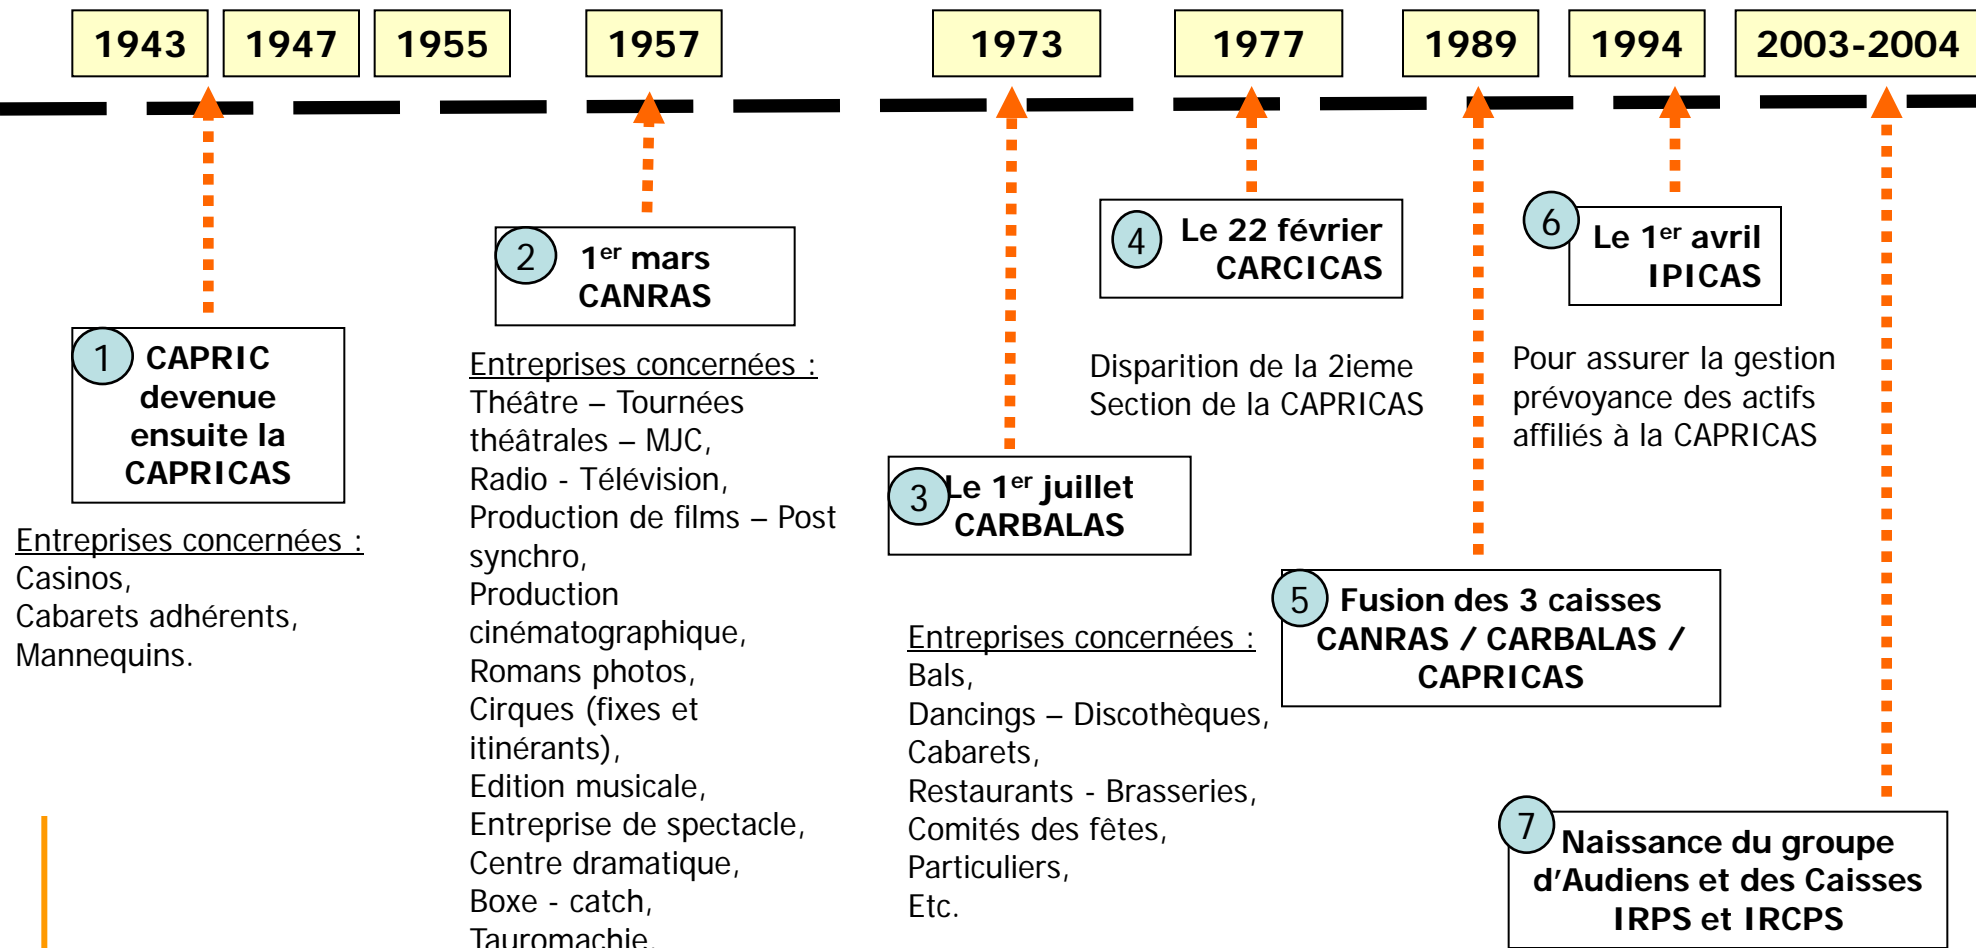 1943
1947
1955
1957
1973
1977
1989
1994
2003-2004
1
CAPRIC
devenue
ensuite la
CAPRICAS
Entreprises concernées :
Casinos,
Cabarets adhérents,
Mannequins.
2
1er mars
CANRAS
Entreprises concernées :
Théâtre – Tournées
théâtrales – MJC,
Radio - Télévision,
Production de films – Post
synchro,
Production
cinématographique,
Romans photos,
Cirques (fixes et
itinérants),
Edition musicale,
Entreprise de spectacle,
Centre dramatique,
Boxe - catch,
Tauromachie,
3
Le 1er juillet
CARBALAS
Entreprises concernées :
Bals,
Dancings – Discothèques,
Cabarets,
Restaurants - Brasseries,
Comités des fêtes,
Particuliers,
Etc.
4
Le 22 février
CARCICAS
Disparition de la 2ieme
Section de la CAPRICAS
5
Fusion des 3 caisses
CANRAS / CARBALAS /
CAPRICAS
6
Le 1er avril
IPICAS
Pour assurer la gestion
prévoyance des actifs
affiliés à la CAPRICAS
7
Naissance du groupe
d’Audiens et des Caisses
IRPS et IRCPS